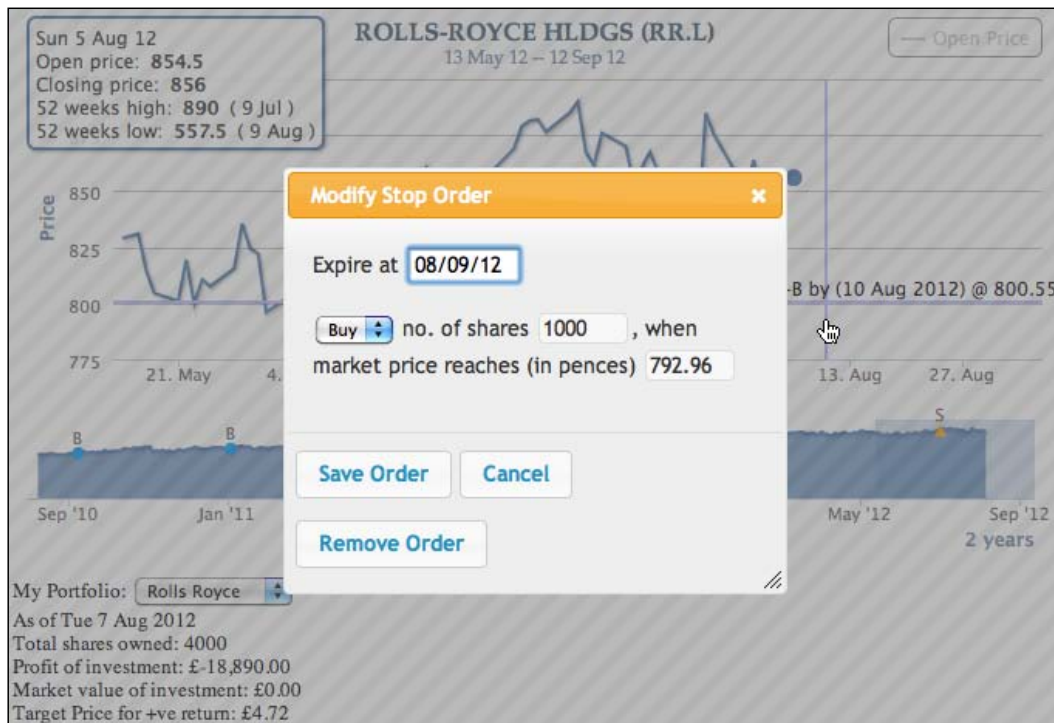 Sun 5 Aug 12
Open price: 854.5
Closing price: 856
52 weeks high: 890 ( 9 Jul )
52 weeks low: 557.5 ( 9 Aug )
ROLLS-ROYCE HLDGS (RR.L)
13 May 12 – 12 Sep 12
— Open Price
Price
850
825
800
775
-B by (10 Aug 2012) @ 800.55
21. May
4.
13. Aug
27. Aug
Modify Stop Order
×
Expire at 08/09/12
Buy no. of shares 1000 , when
market price reaches (in pences) 792.96
Save Order
Cancel
Remove Order
B
B
S
Sep '10
Jan '11
May '12
Sep '12
2 years
My Portfolio: Rolls Royce
As of Tue 7 Aug 2012
Total shares owned: 4000
Profit of investment: £-18,890.00
Market value of investment: £0.00
Target Price for +ve return: £4.72